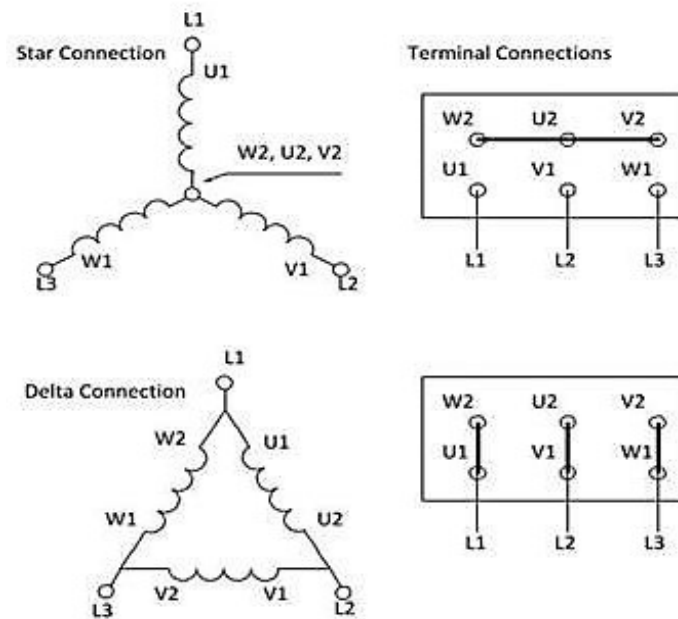 L1
Star Connection
U1
W2, U2, V2
W1
V1
L3
L2
Terminal Connections
W2 U2 V2
U1 V1 W1
L1 L2 L3
L1
Delta Connection
W2
U1
W1
U2
V2 V1
L3
L2
W2 U2 V2
U1 V1 W1
L1 L2 L3